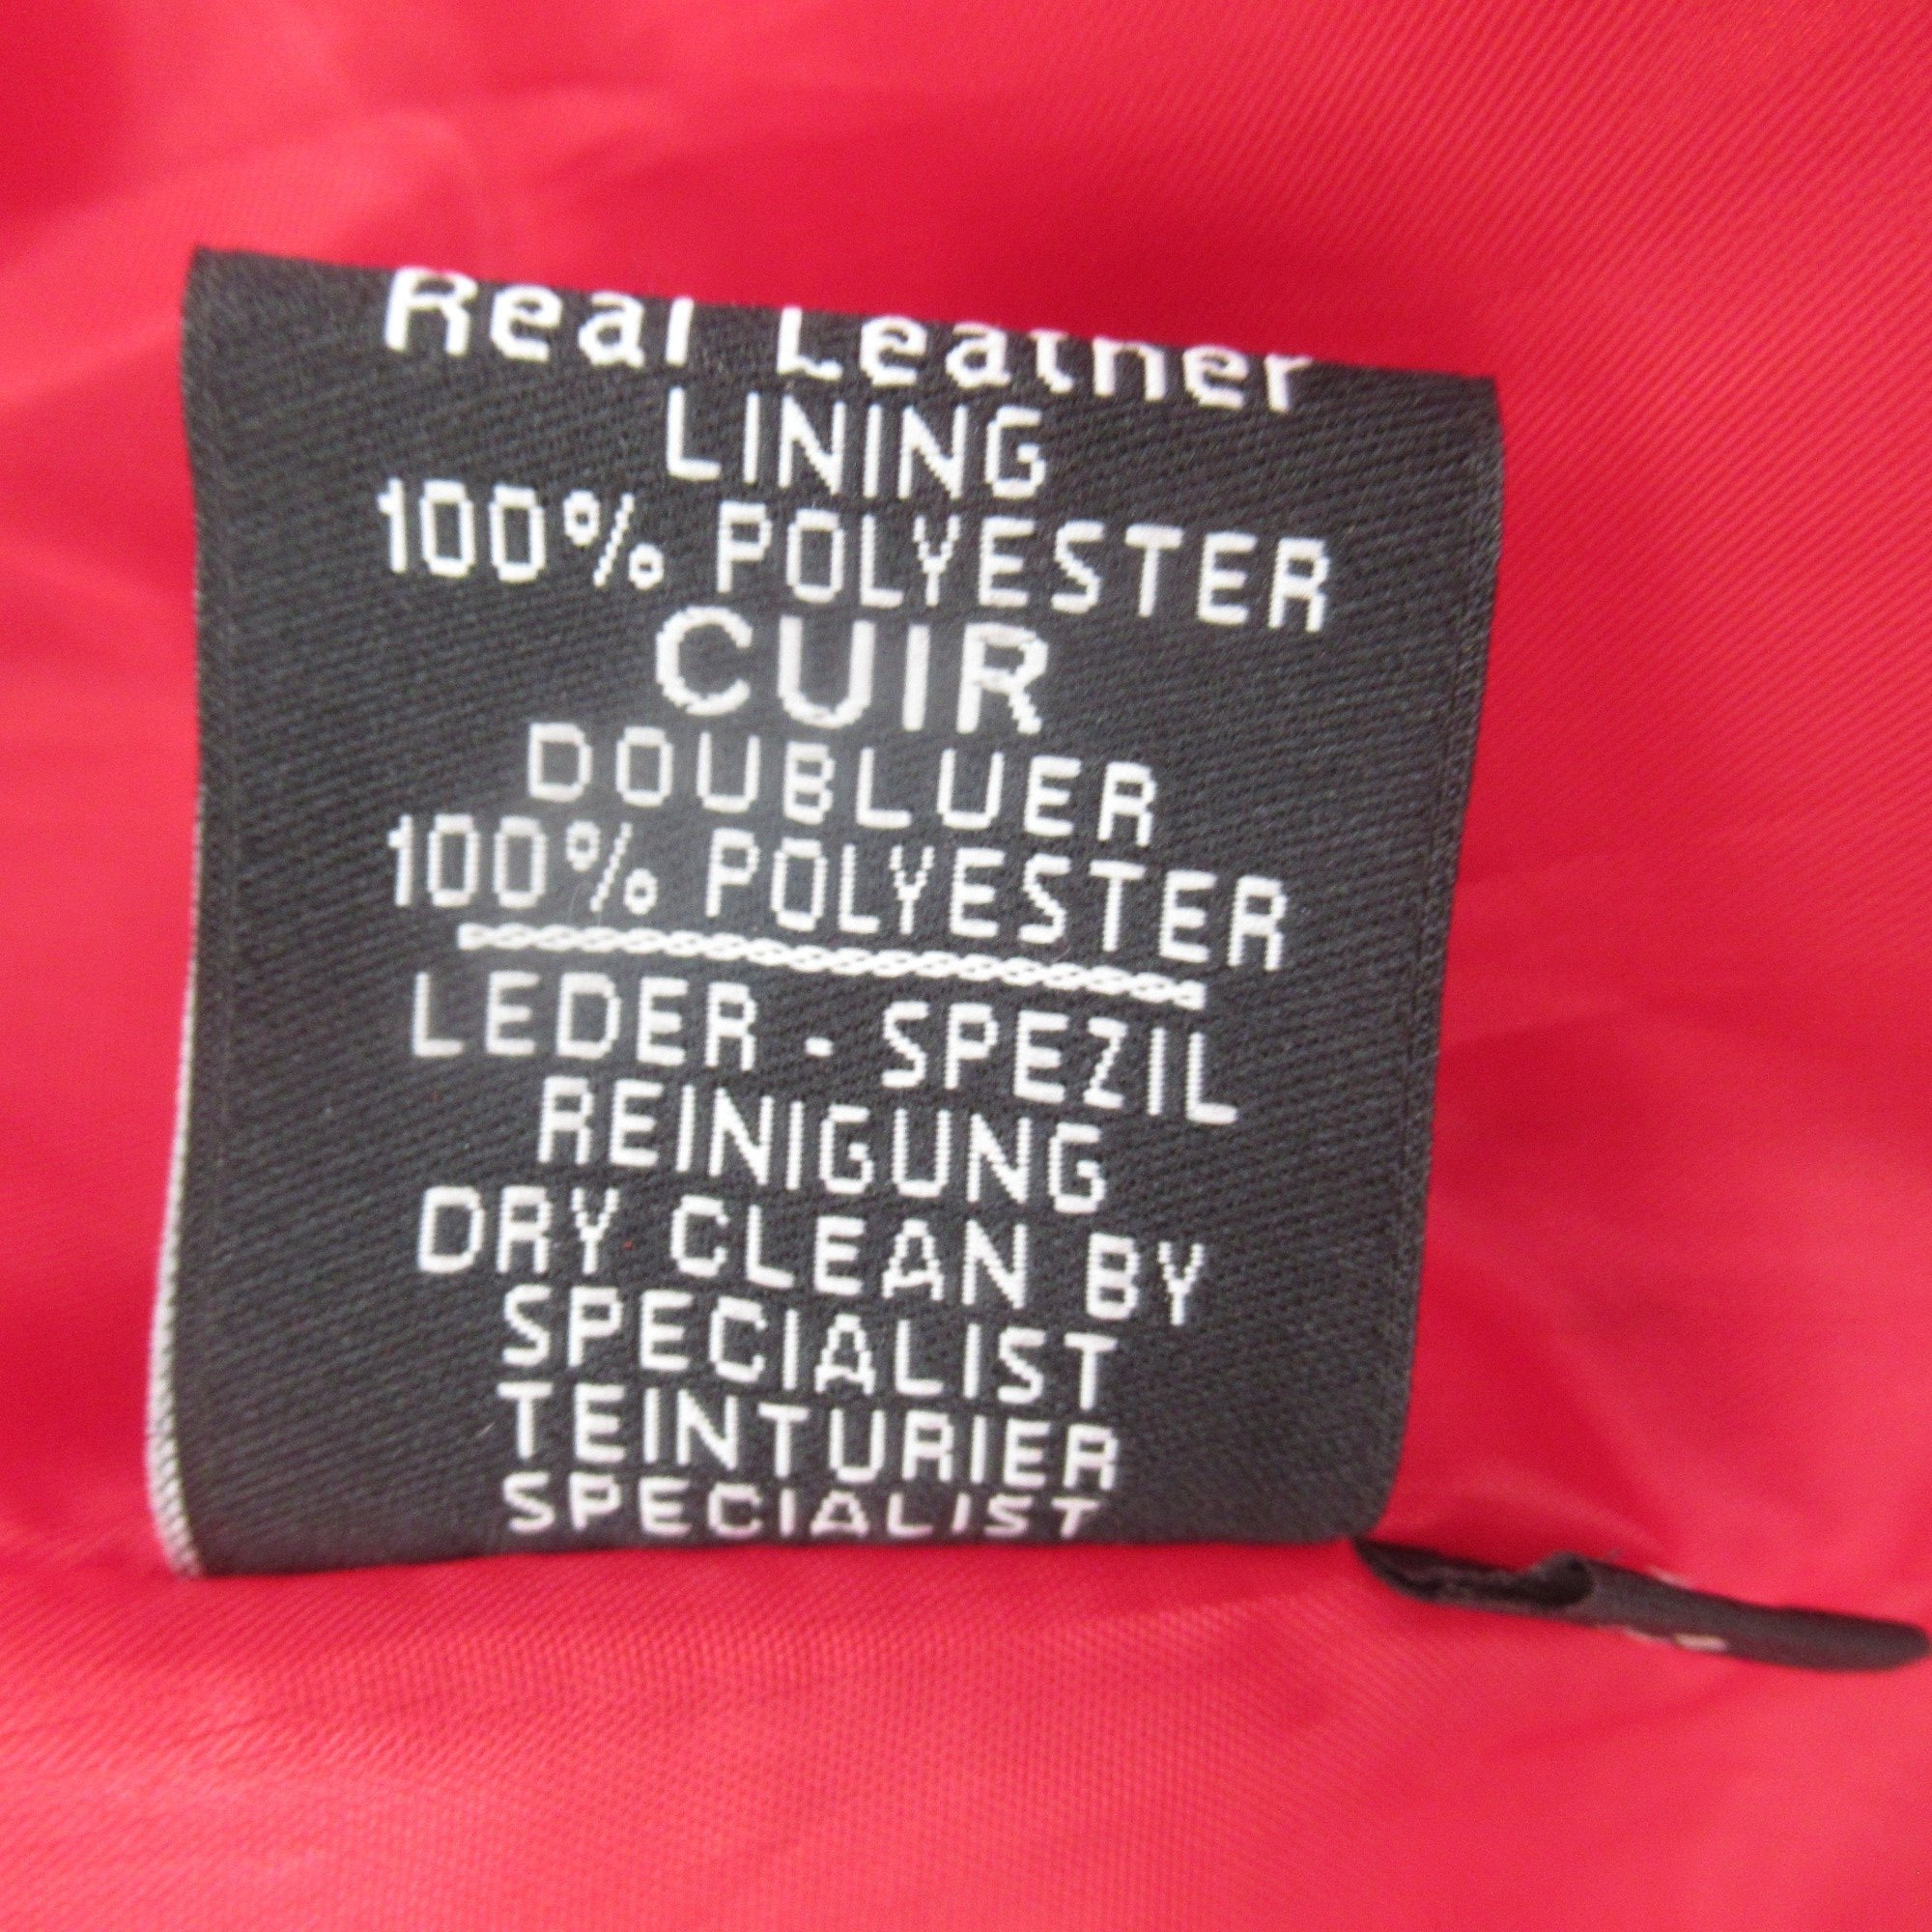 Real Leather
LINING
100% POLYESTER
CUIR
DOUBLUER
100% POLYESTER
LEDER - SPEZIL
REINIGUNG
DRY CLEAN BY
SPECIALIST
TEINTURIER
SPECIALIST